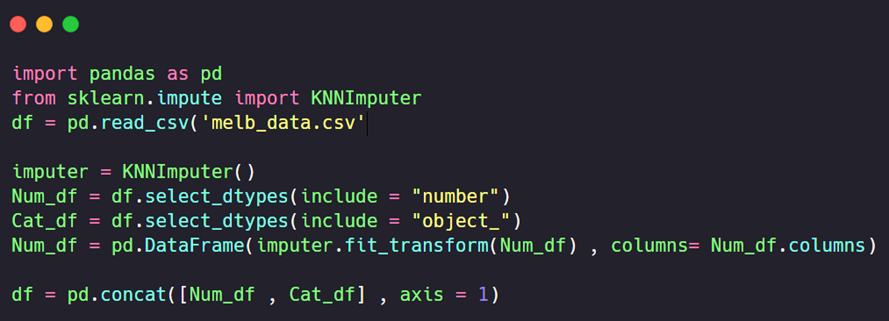 import pandas as pd
from sklearn.impute import KNNImputer
df = pd.read_csv('melb_data.csv'
imputer = KNNImputer()
Num_df = df.select_dtypes(include = "number")
Cat_df = df.select_dtypes(include = "object_")
Num_df = pd.DataFrame(imputer.fit_transform(Num_df) , columns= Num_df.columns)
df = pd.concat([Num_df , Cat_df] , axis = 1)